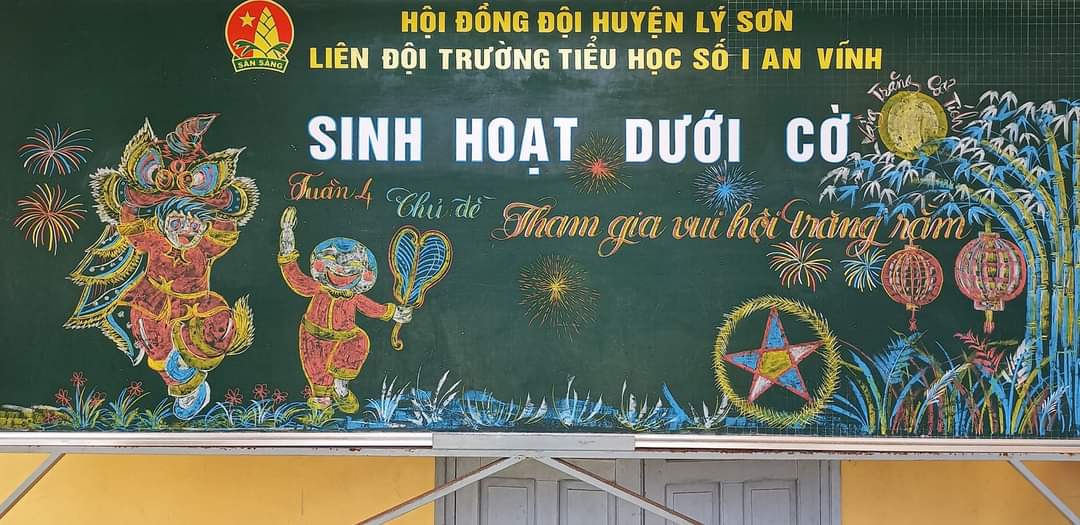 HỘI ĐỒNG ĐỘI HUYỆN LÝ SƠN
LIÊN ĐỘI TRƯỜNG TIỂU HỌC SỐ I AN VĨNH
SẴN SÀNG
SINH HOẠT DƯỚI CỜ
Tuần 4 Chủ đề Tham gia vui hội trăng rằm
Trăng